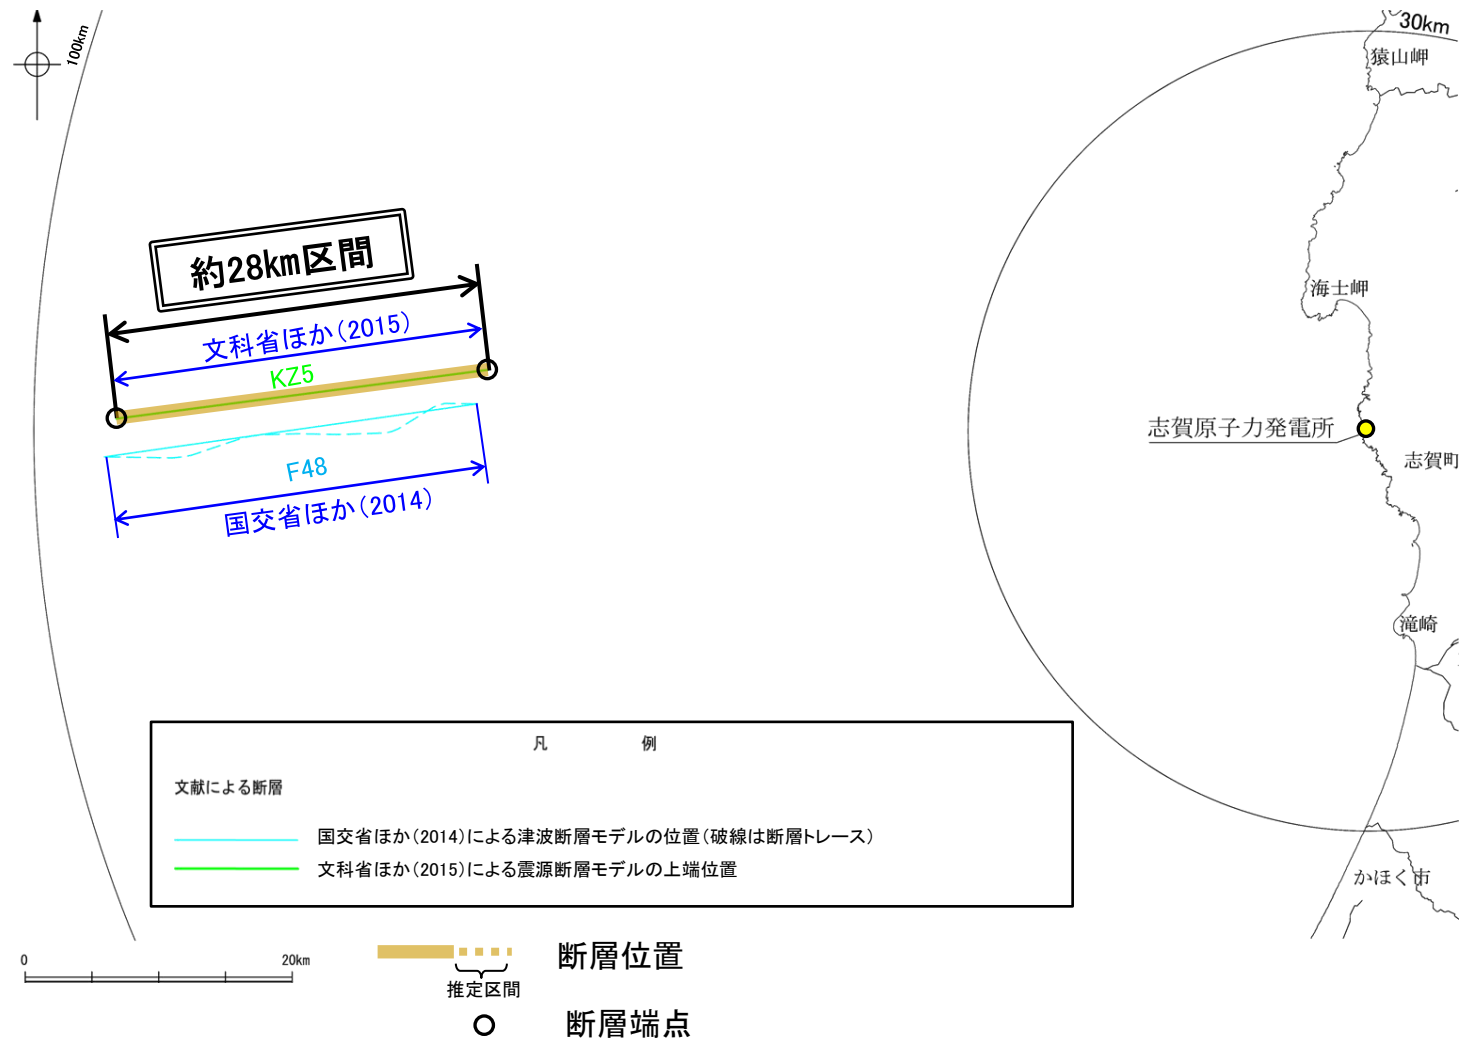 100km
30km
猿山岬
約28km区間
文科省ほか(2015)
KZ5
海士岬
F48
国交省ほか(2014)
志賀原子力発電所
志賀町
滝崎
凡 例
文献による断層
国交省ほか(2014)による津波断層モデルの位置(破線は断層トレース)
文科省ほか(2015)による震源断層モデルの上端位置
かほく市
0 20km
断層位置
推定区間
断層端点